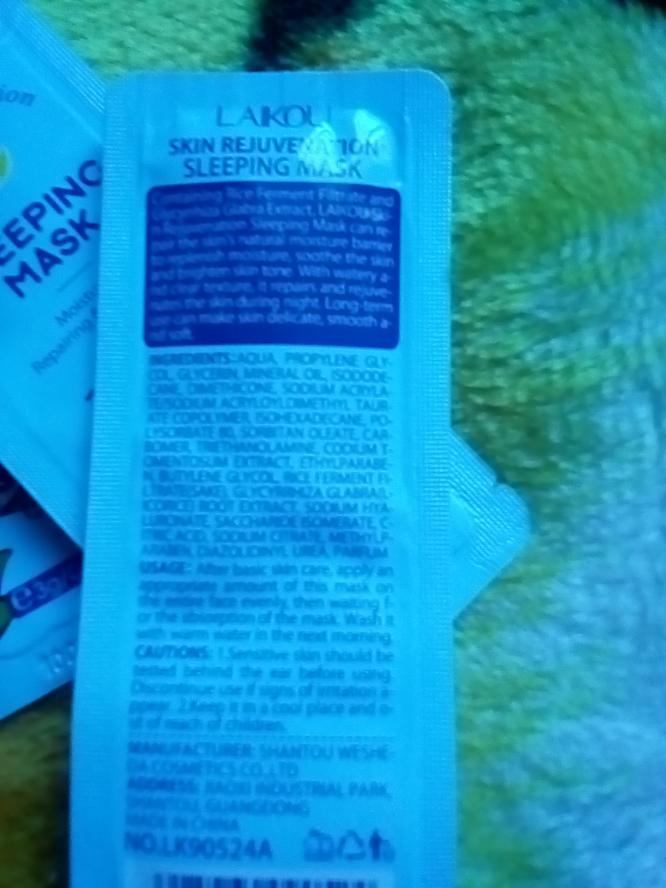 ion
EEPING
MASK
Moistu
Repairing
LAIKOU
SKIN REJUVENATION
SLEEPING MASK
Containing Rice Ferment Filtrate and
Glycyrrhiza Glabra Extract, LAIKOU Ski-
n Rejuvenation Sleeping Mask can re-
the skin's natural moisture barrier
replenish moisture, soothe the skin
and brighten skin tone. With watery a-
nd clear texture, it repairs and rejuve-
nates the skin during night. Long-term
use can make skin delicate, smooth a-
nd soft.
INGREDIENTS: AQUA, PROPYLENE GLY-
COL, GLYCERIN, MINERAL OIL, ISODODE-
CANE, DIMETHICONE, SODIUM ACRYLA-
TE/SODIUM ACRYLOYLDIMETHYL TAUR-
ATE COPOLYMER, ISOHEXADECANE, PO-
LYSORBATE 80, SORBITAN OLEATE, CAR-
BOMER, TRIETHANOLAMINE, CODIUM T-
OMENTOSUM EXTRACT, ETHYLPARABE-
N, BUTYLENE GLYCOL, RICE FERMENT FI-
LTRATE(SAKE), GLYCYRRHIZA GLABRA(L-
ICORICE) ROOT EXTRACT, SODIUM HYA-
LURONATE, SACCHARIDE ISOMERATE, C-
TRIC ACID, SODIUM CITRATE, METHYLP-
ARABEN, DIAZOLIDINYL UREA, PARFUM
USAGE: After basic skin care, apply an
appropriate amount of this mask on
the entire face evenly, then waiting f-
or the absorption of the mask. Wash it
with warm water in the next morning.
CAUTIONS: 1.Sensitive skin should be
tested behind the ear before using.
Discontinue use if signs of irritation a-
ppear. 2.Keep it in a cool place and o-
ut of reach of children.
MANUFACTURER: SHANTOU WESHE-
DA COSMETICS CO.,LTD
ADDRESS: INDUSTRIAL PARK,
SHANTOU, GUANGDONG
MADE IN CHINA
NO.LK90524A
℮3g